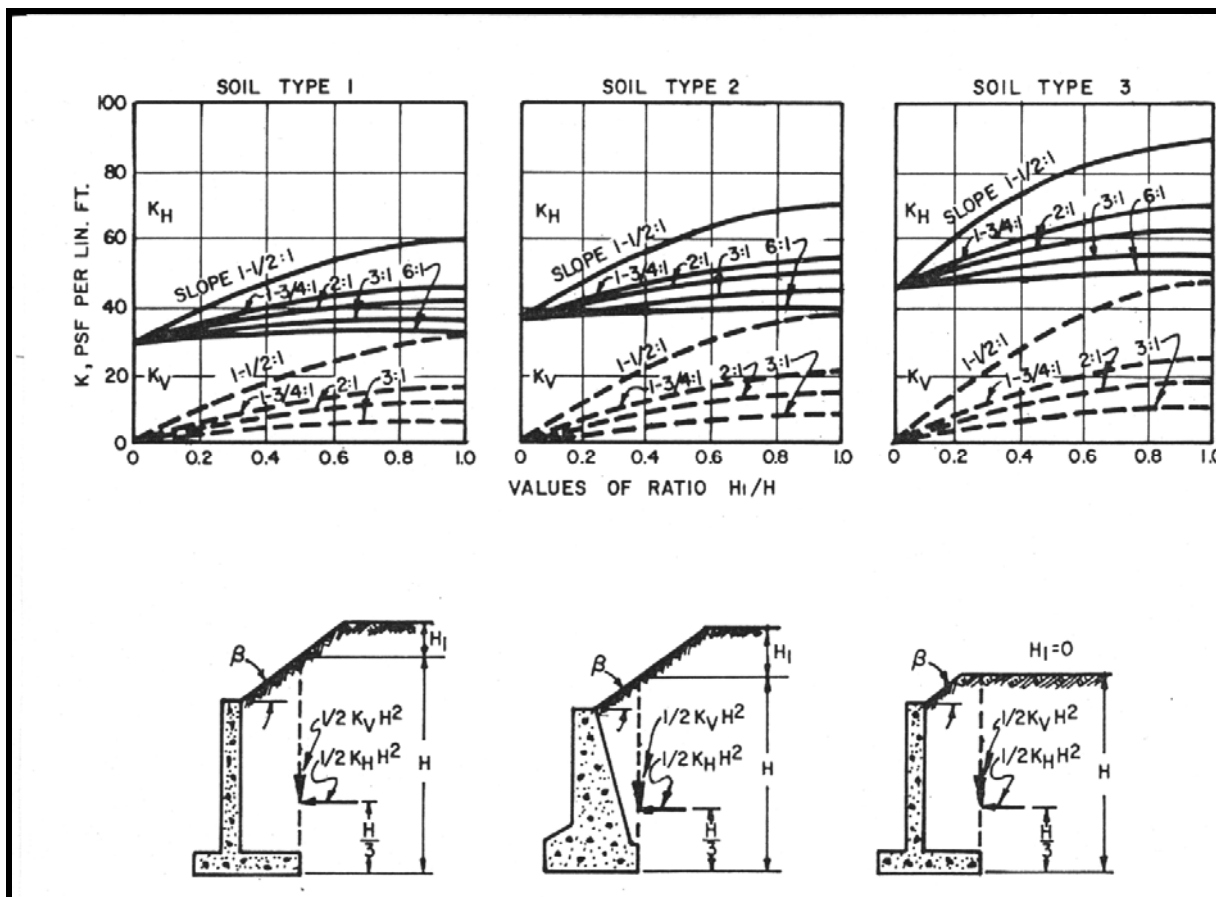 SOIL TYPE 1
SOIL TYPE 2
SOIL TYPE 3
K, PSF PER LIN. FT.
100
80
60
40
20
0
KH
SLOPE 1-1/2:1
1-3/4:1
2:1
3:1
6:1
KV
1-1/2:1
1-3/4:1
2:1
3:1
0
0.2
0.4
0.6
0.8
1.0
SLOPE 1-1/2:1
1-3/4:1
2:1
3:1
6:1
1-1/2:1
1-3/4:1
2:1
3:1
0
0.2
0.4
0.6
0.8
1.0
KH
SLOPE 1-1/2:1
1-3/4:1
2:1
3:1
6:1
KV
1-1/2:1
1-3/4:1
2:1
3:1
0
0.2
0.4
0.6
0.8
1.0
KH
KV
VALUES OF RATIO H1/H
β
H1
1/2 KV H2
1/2 KH H2
H
H
3
β
H1
1/2 KV H2
1/2 KH H2
H
H
3
β
H1=0
1/2 KV H2
1/2 KH H2
H
H
3